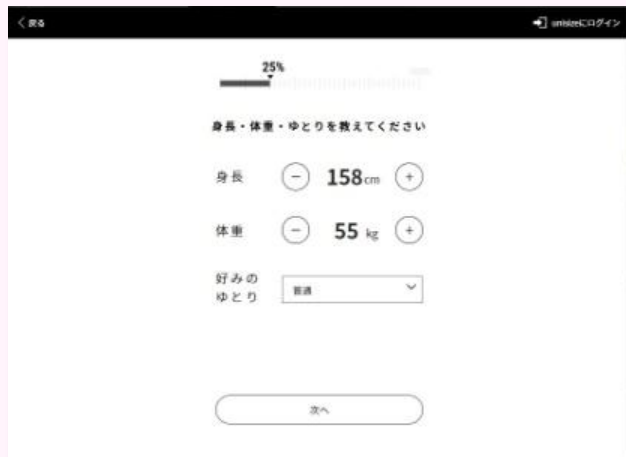 戻る
unisizeにログイン
25%
身長・体重・ゆとりを教えてください
身長
158cm
体重
55 kg
好みの
ゆとり
普通
次へ